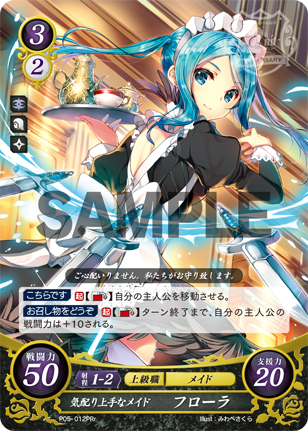 3
2
SAMPLE
ご心配いりません。私たちがお守り致します。
こちらです 起【】自分の主人公を移動させる。
お召し物をどうぞ 起【】ターン終了まで、自分の主人公の
戦闘力は＋10される。
戦闘力
50
射程 1-2 上級職 メイド
支援力
20
気配り上手なメイド フローラ
P05-012PRr
Illust：みわべさくら